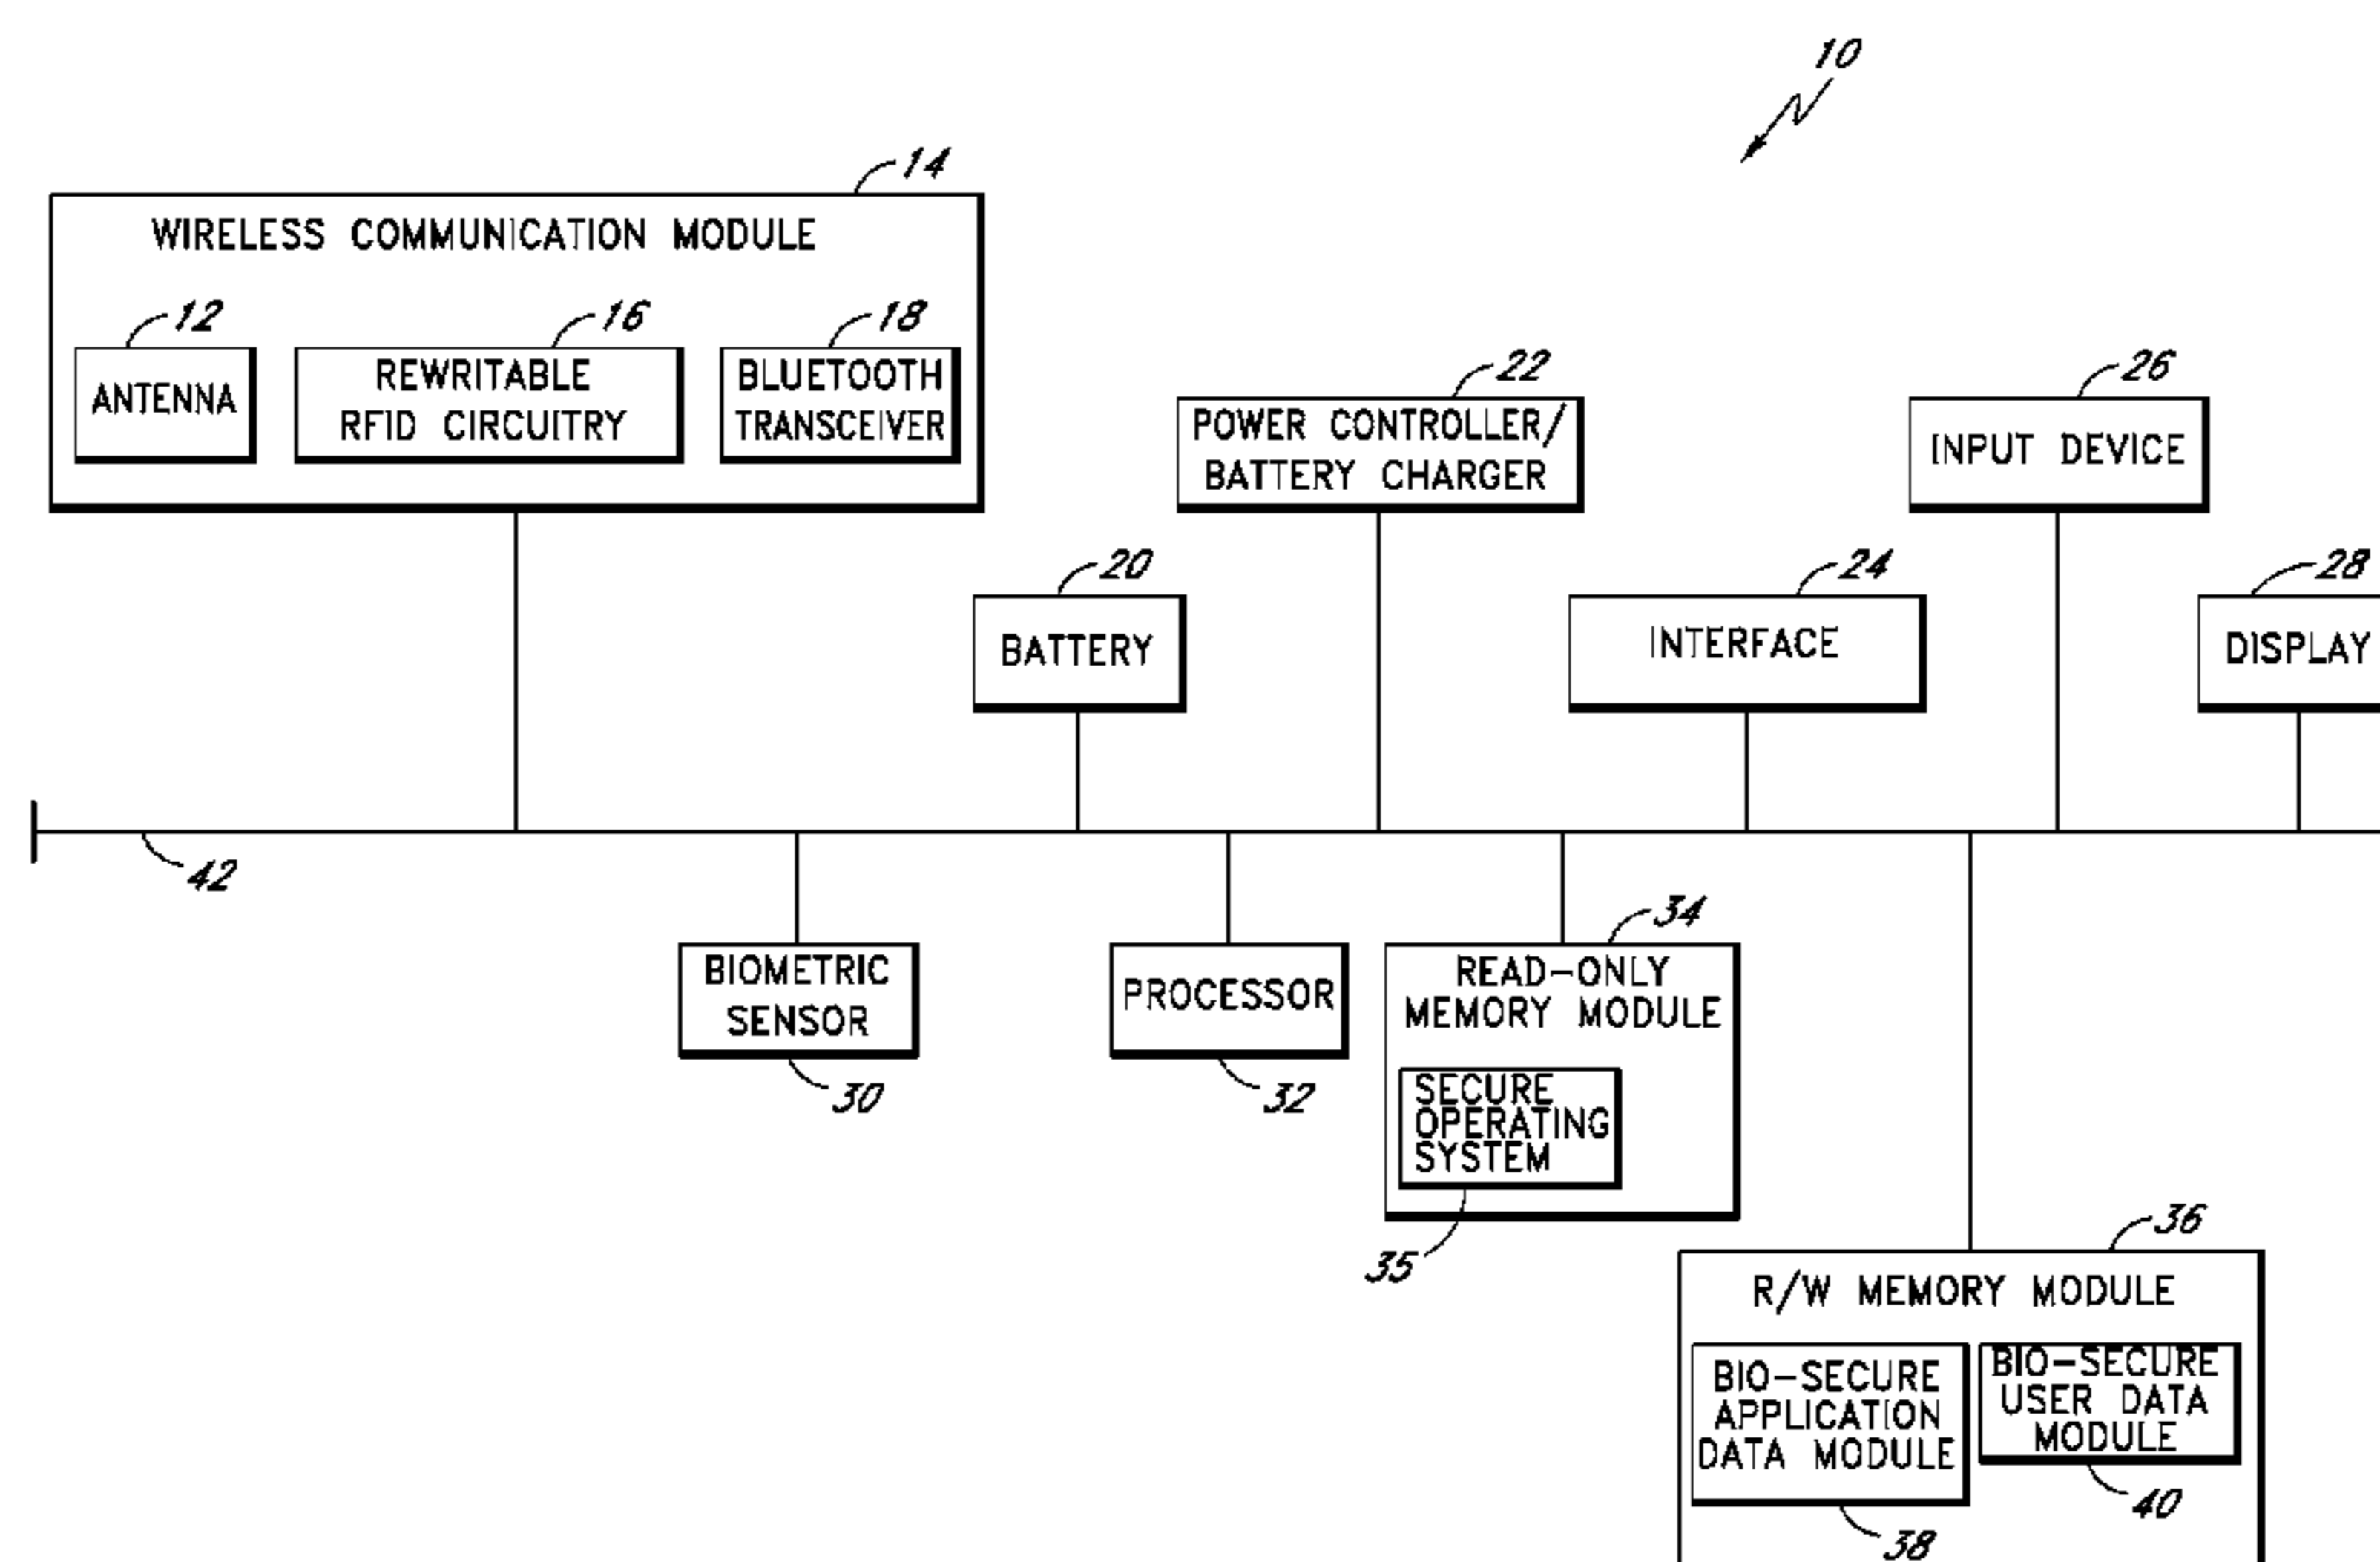 10
14
WIRELESS COMMUNICATION MODULE
12
16
18
ANTENNA
REWRITABLE
RFID CIRCUITRY
BLUETOOTH
TRANSCEIVER
22
POWER CONTROLLER/
BATTERY CHARGER
26
INPUT DEVICE
20
BATTERY
24
INTERFACE
28
DISPLAY
42
BIOMETRIC
SENSOR
30
PROCESSOR
32
34
READ-ONLY
MEMORY MODULE
SECURE
OPERATING
SYSTEM
35
36
R/W MEMORY MODULE
BIO-SECURE
APPLICATION
DATA MODULE
38
BIO-SECURE
USER DATA
MODULE
40